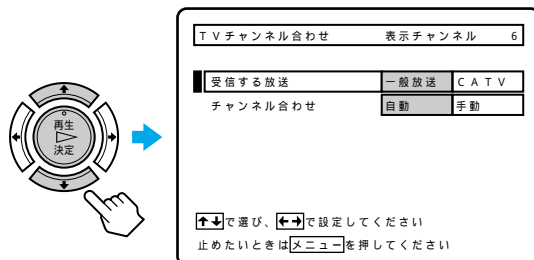 TVチャンネル合わせ 表示チャンネル 6
受信する放送 一般放送 CATV
チャンネル合わせ 自動 手動
再生
決定
↑↓で選び、←→で設定してください
止めたいときはメニューを押してください